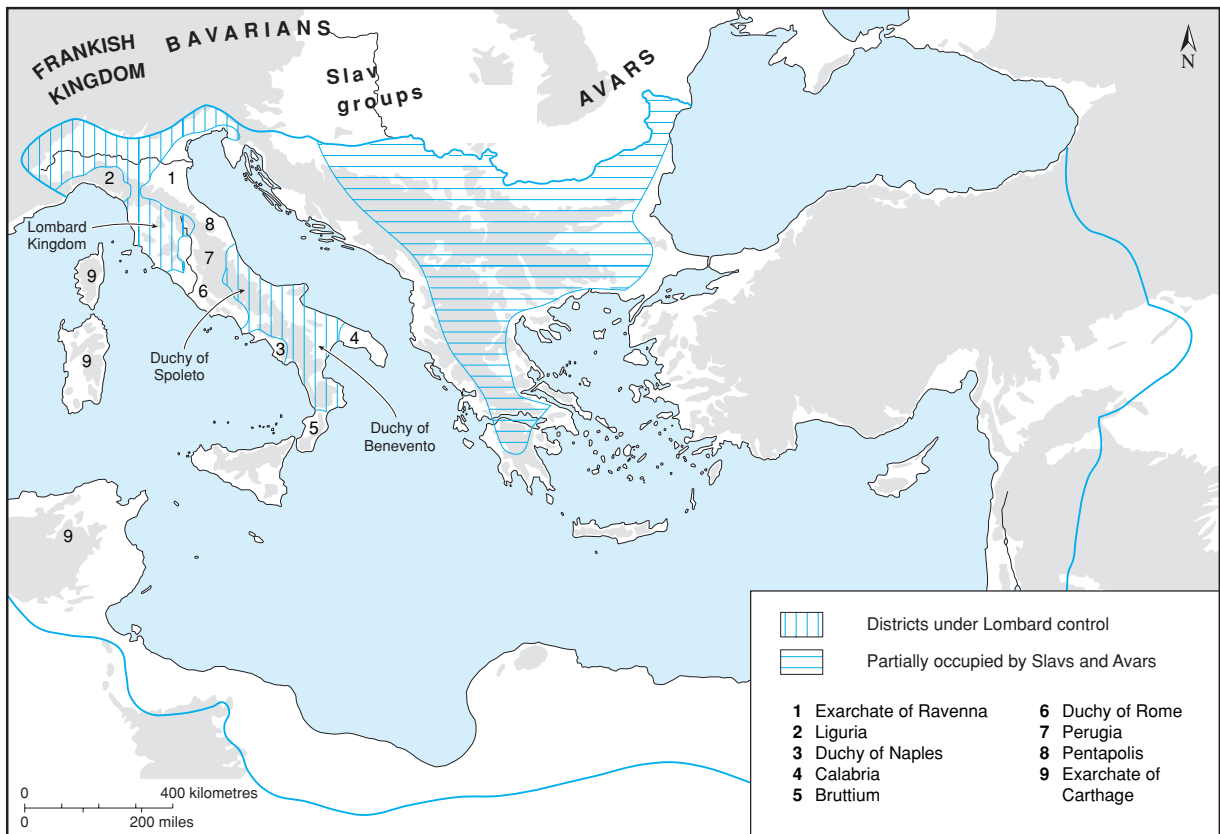 FRANKISH
KINGDOM
BAVARIANS
Slav
groups
AVARS
N
2
1
Lombard
Kingdom
8
9
7
6
9
Duchy of
Spoleto
3
4
5
Duchy of
Benevento
9
Districts under Lombard control
Partially occupied by Slavs and Avars
1 Exarchate of Ravenna
2 Liguria
3 Duchy of Naples
4 Calabria
5 Bruttium
6 Duchy of Rome
7 Perugia
8 Pentapolis
9 Exarchate of
Carthage
0 400 kilometres
0 200 miles